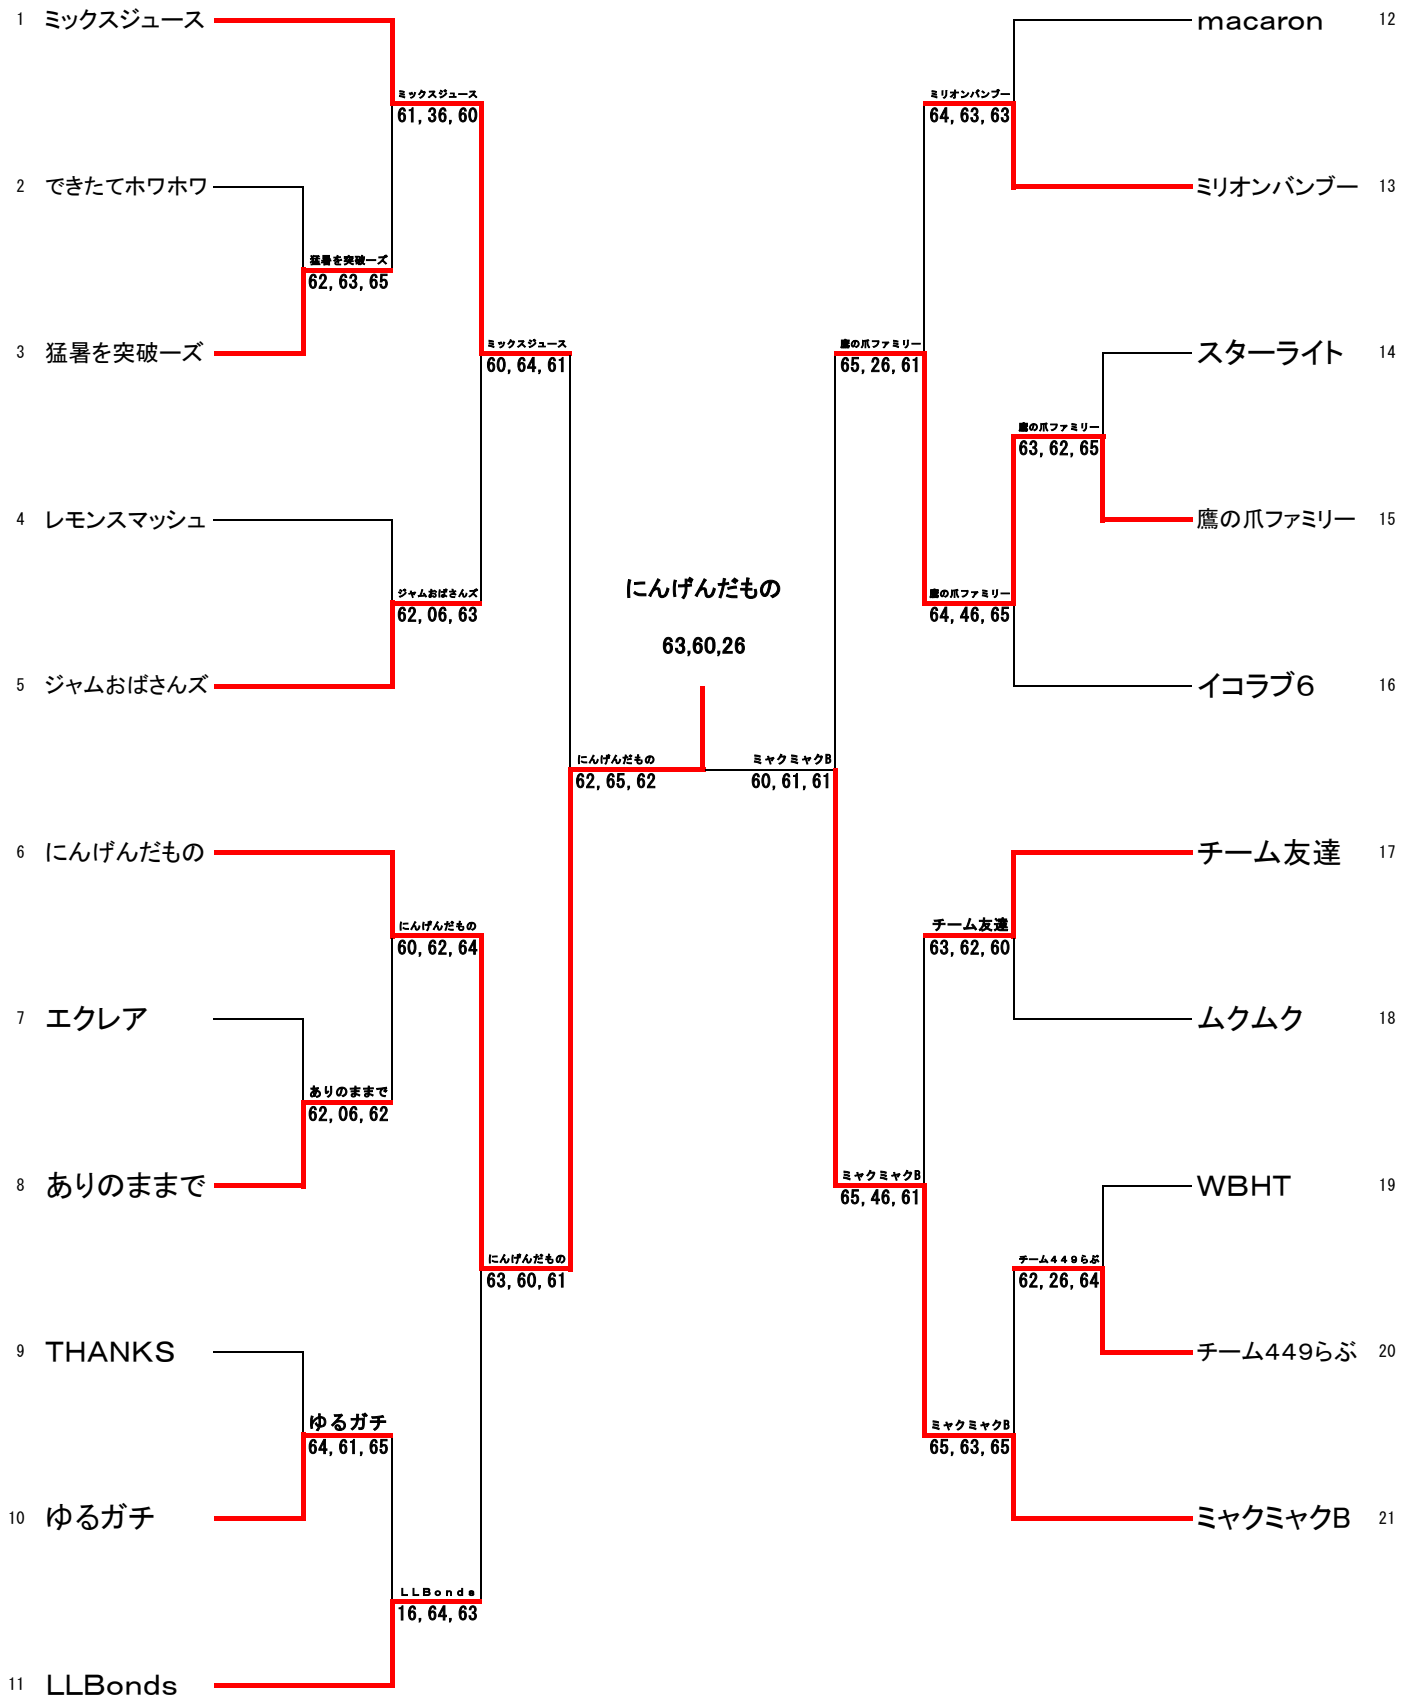 1 ミックスジュース
macaron 12
ミックスジュース
61, 36, 60
ミリオンバンブー
64, 63, 63
2 できたてホワホワ
ミリオンバンブー 13
猛暑を突破ーズ
62, 63, 65
3 猛暑を突破ーズ
ミックスジュース
60, 64, 61
鷹の爪ファミリー
65, 26, 61
スターライト 14
鷹の爪ファミリー
63, 62, 65
4 レモンスマッシュ
鷹の爪ファミリー 15
ジャムおばさんズ
62, 06, 63
にんげんだもの
63,60,26
鷹の爪ファミリー
64, 46, 65
5 ジャムおばさんズ
イコラブ6 16
にんげんだもの
62, 65, 62
ミャクミャクB
60, 61, 61
6 にんげんだもの
チーム友達 17
にんげんだもの
60, 62, 64
チーム友達
63, 62, 60
7 エクレア
ムクムク 18
ありのままで
62, 06, 62
8 ありのままで
ミャクミャクB
65, 46, 61
WBHT 19
にんげんだもの
63, 60, 61
チーム449らぶ
62, 26, 64
9 THANKS
チーム449らぶ 20
ゆるガチ
64, 61, 65
ミャクミャクB
65, 63, 65
10 ゆるガチ
ミャクミャクB 21
LLBonds
16, 64, 63
11 LLBonds